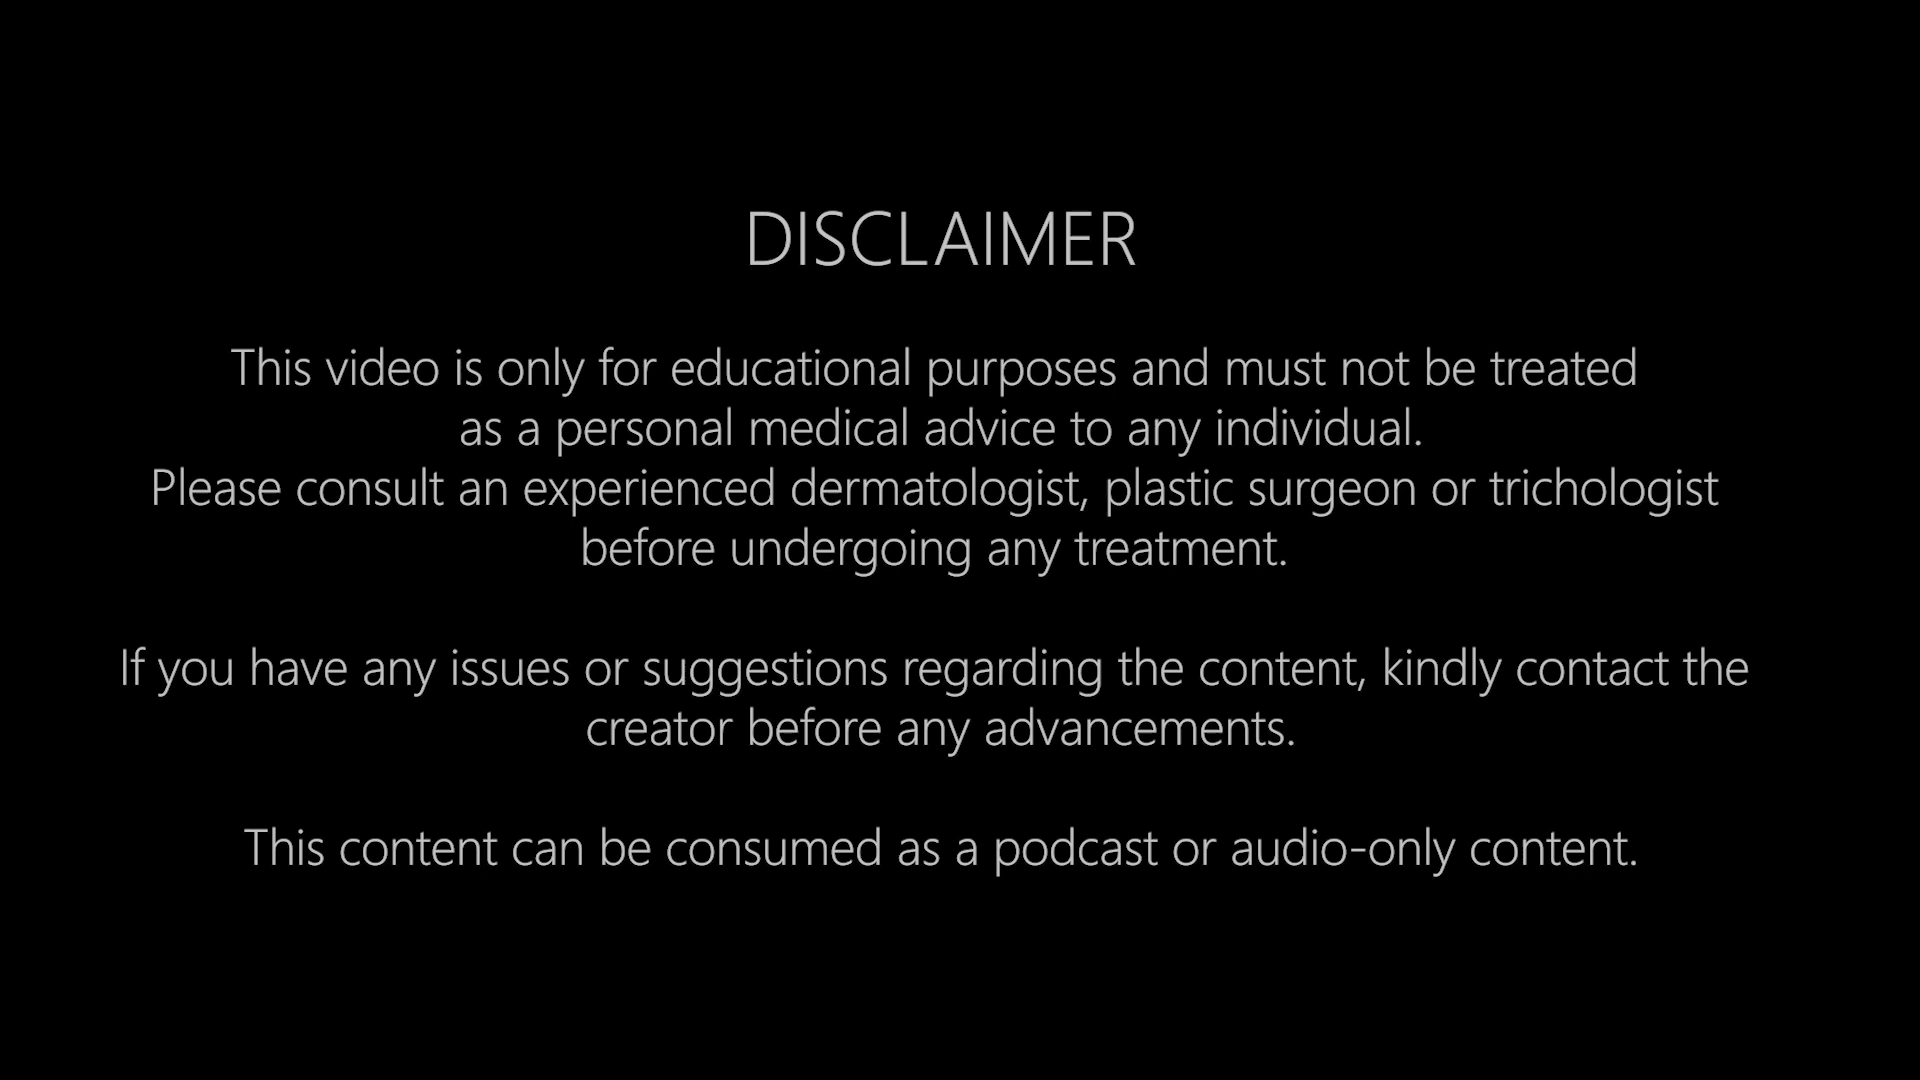 DISCLAIMER
This video is only for educational purposes and must not be treated
as a personal medical advice to any individual.
Please consult an experienced dermatologist, plastic surgeon or trichologist
before undergoing any treatment.
If you have any issues or suggestions regarding the content, kindly contact the
creator before any advancements.
This content can be consumed as a podcast or audio-only content.